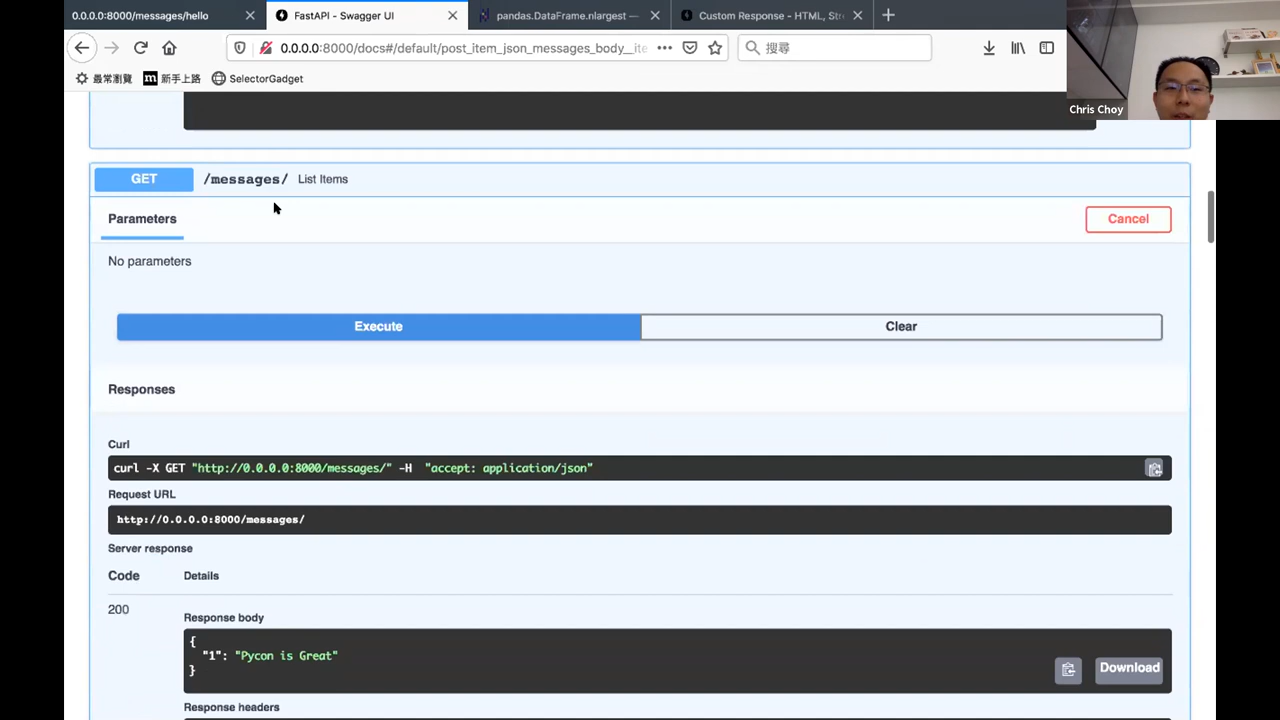 0.0.0.0:8000/messages/hello
FastAPI - Swagger UI
pandas.DataFrame.nlargest —
Custom Response - HTML, Str
0.0.0.0:8000/docs#/default/post_item_json_messages_body__ite
搜尋
最常瀏覽
m 新手上路
SelectorGadget
Chris Choy
GET /messages/ List Items
Parameters
Cancel
No parameters
Execute
Clear
Responses
Curl
curl -X GET "http://0.0.0.0:8000/messages/" -H "accept: application/json"
Request URL
http://0.0.0.0:8000/messages/
Server response
Code Details
200
Response body
{
"1": "Pycon is Great"
}
Download
Response headers